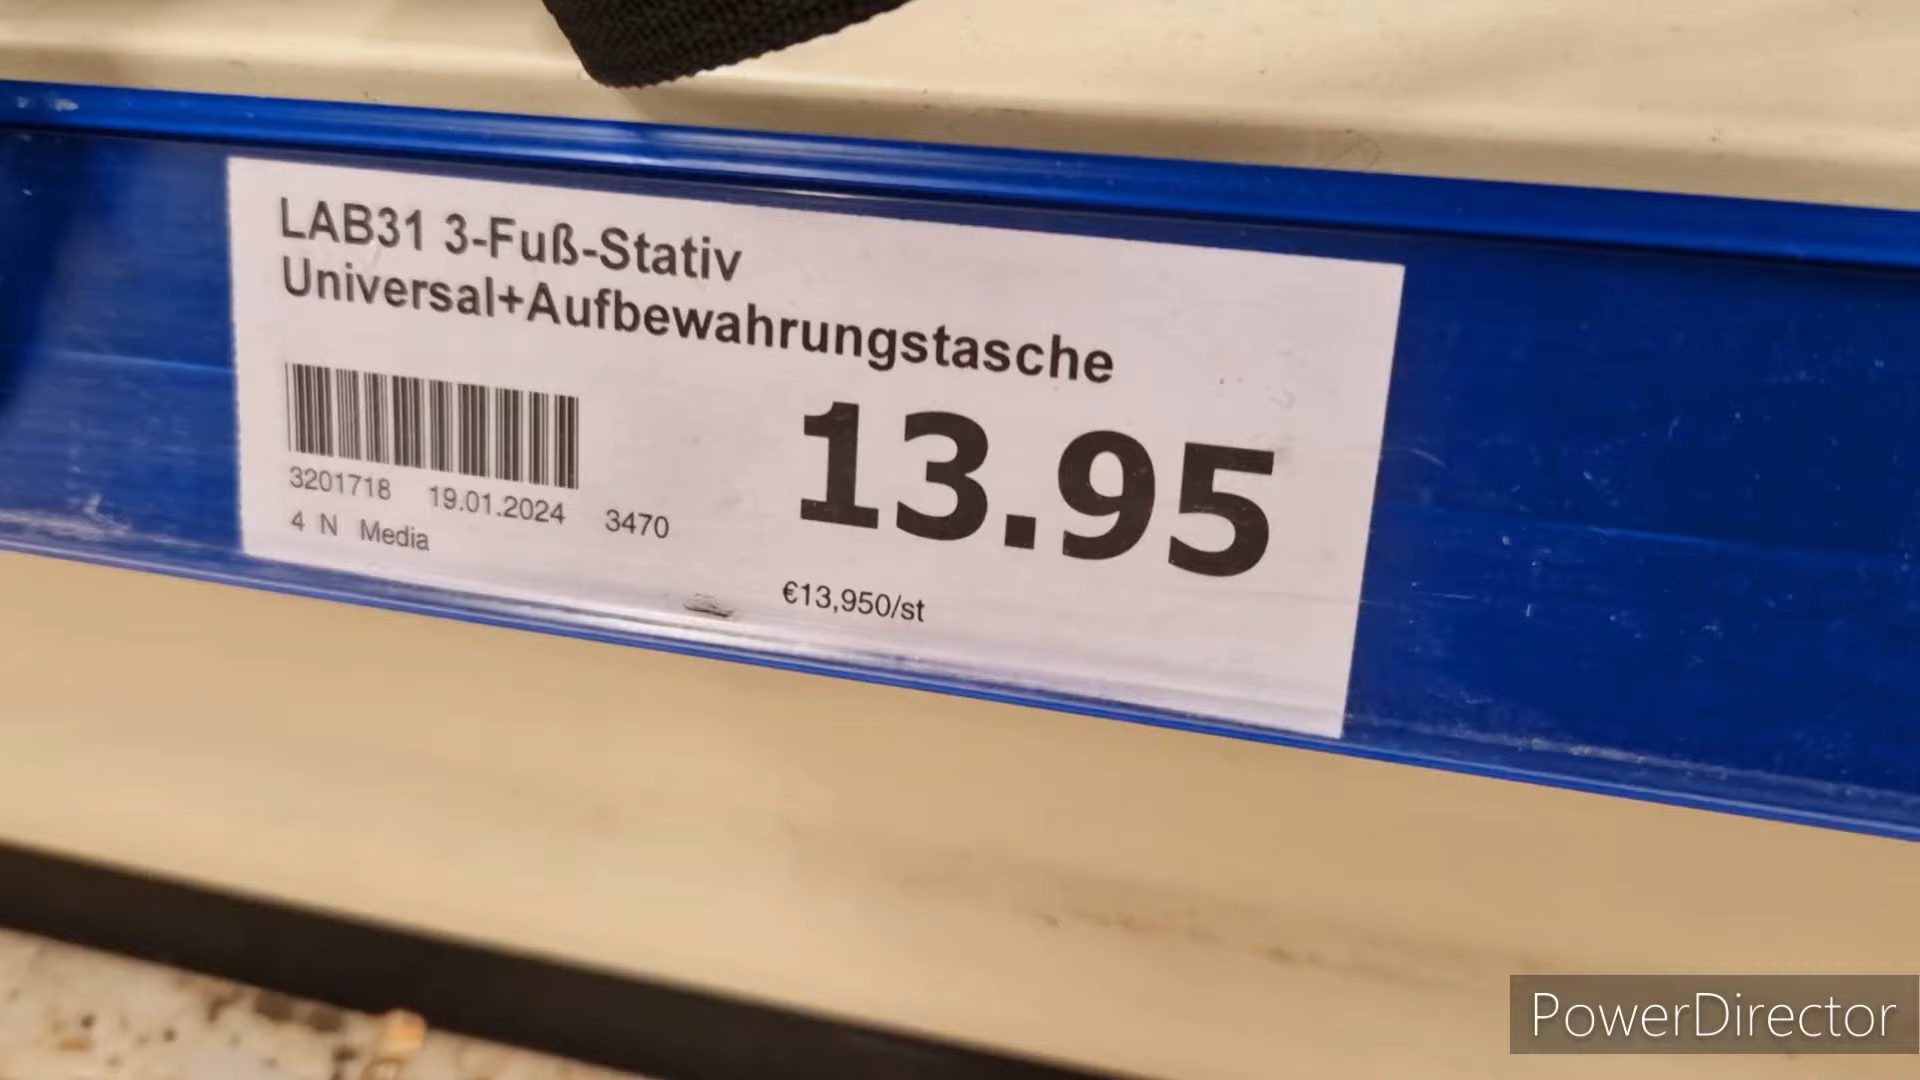 LAB31 3-Fuß-Stativ
Universal+Aufbewahrungstasche
13.95
3201718 19.01.2024 3470
4 N Media
€13,950/st
PowerDirector